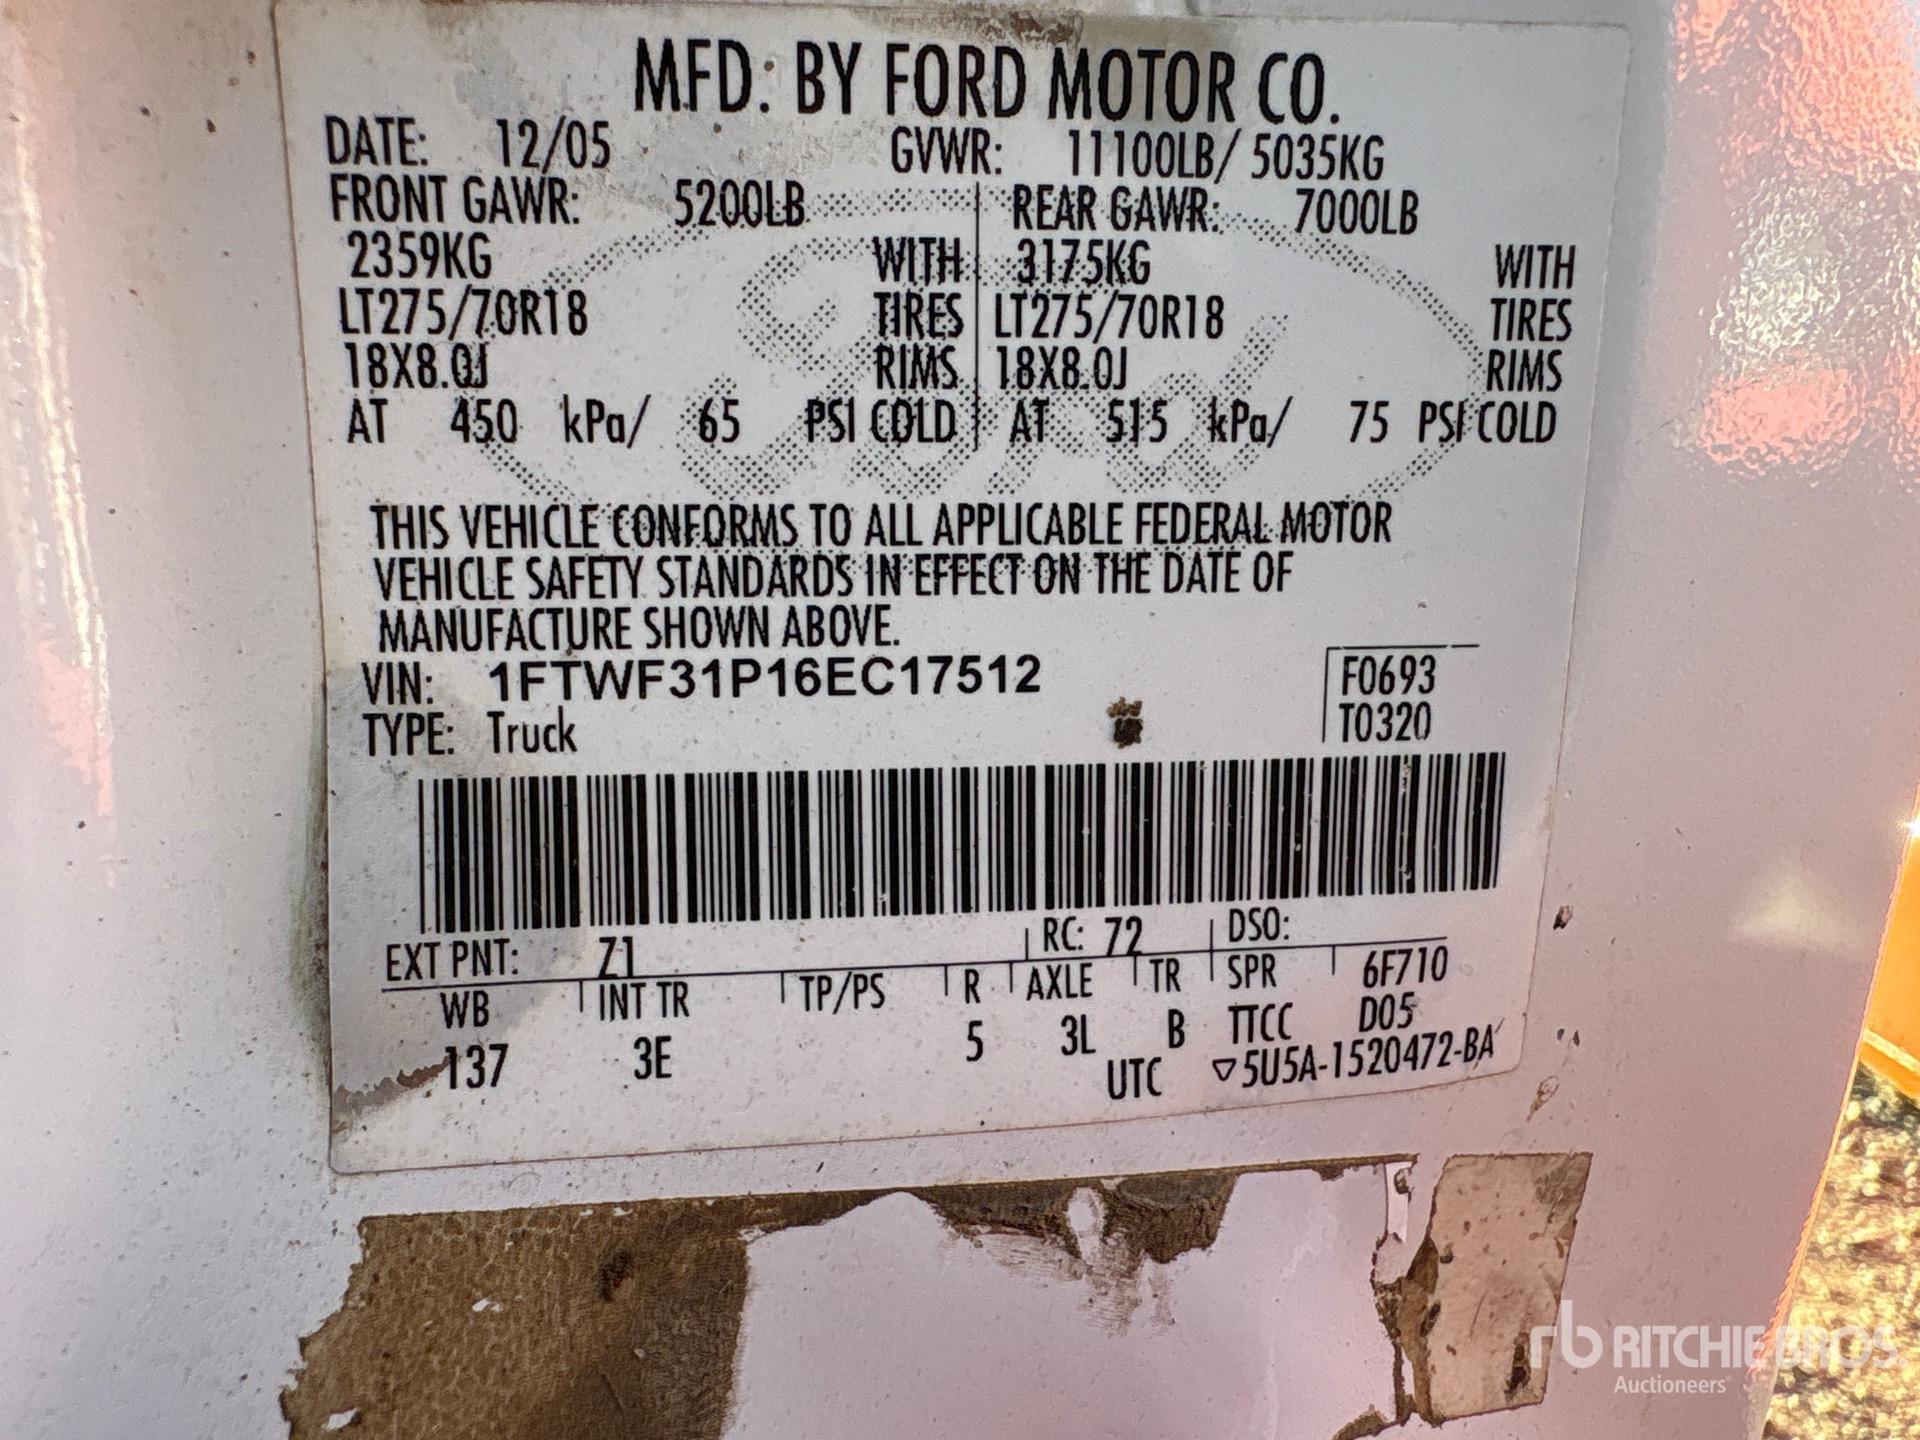 MFD. BY FORD MOTOR CO.
DATE: 12/05 GVWR: 11100LB/ 5035KG
FRONT GAWR: 5200LB REAR GAWR: 7000LB
2359KG WITH 3175KG WITH
LT275/70R18 TIRES LT275/70R18 TIRES
18X8.0J RIMS 18X8.0J RIMS
AT 450 kPa/ 65 PSI COLD AT 515 kPa/ 75 PSI COLD
THIS VEHICLE CONFORMS TO ALL APPLICABLE FEDERAL MOTOR
VEHICLE SAFETY STANDARDS IN EFFECT ON THE DATE OF
MANUFACTURE SHOWN ABOVE.
VIN: 1FTWF31P16EC17512 F0693
TYPE: Truck T0320
EXT PNT: Z1 RC: 72 DSO:
WB INT TR TP/PS R AXLE TR SPR 6F710
137 3E 5 3L B TTCC D05
UTC ▽5U5A-1520472-BA
rb RITCHIE BROS.
Auctioneers